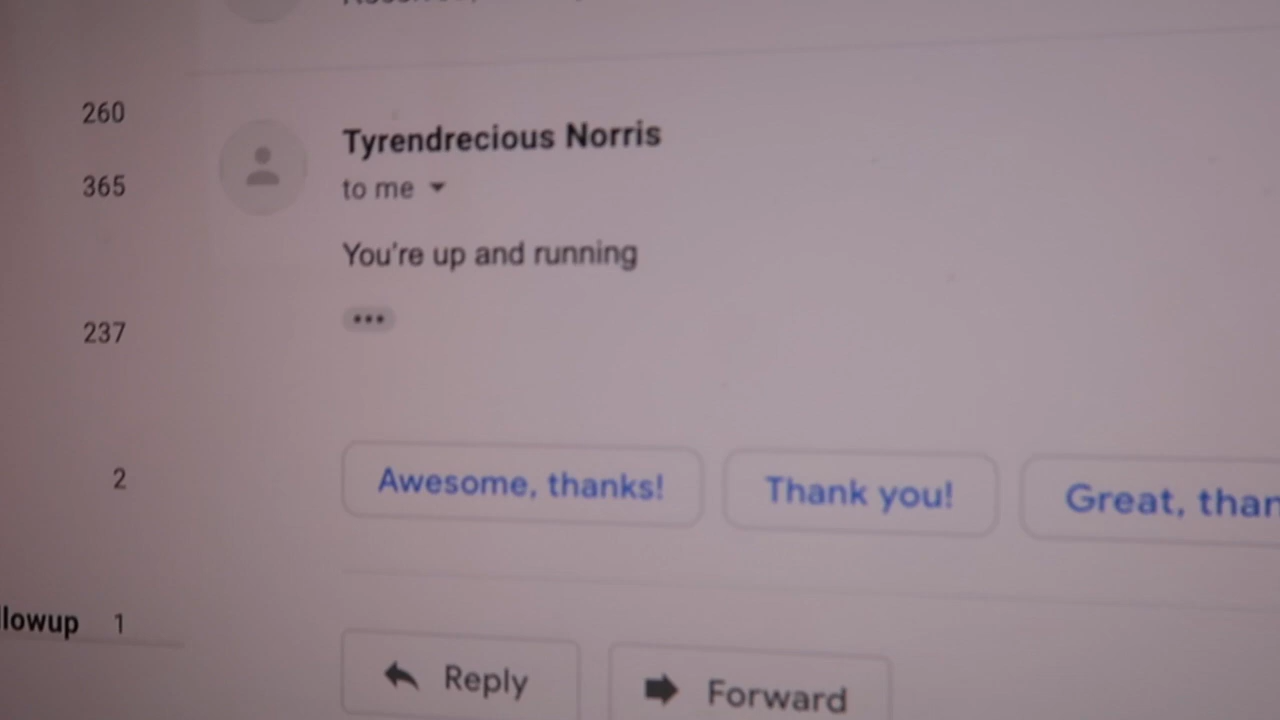 260
Tyrendrecious Norris
365
to me
You're up and running
237
Awesome, thanks! Thank you! Great, than
2
llowup 1
Reply Forward